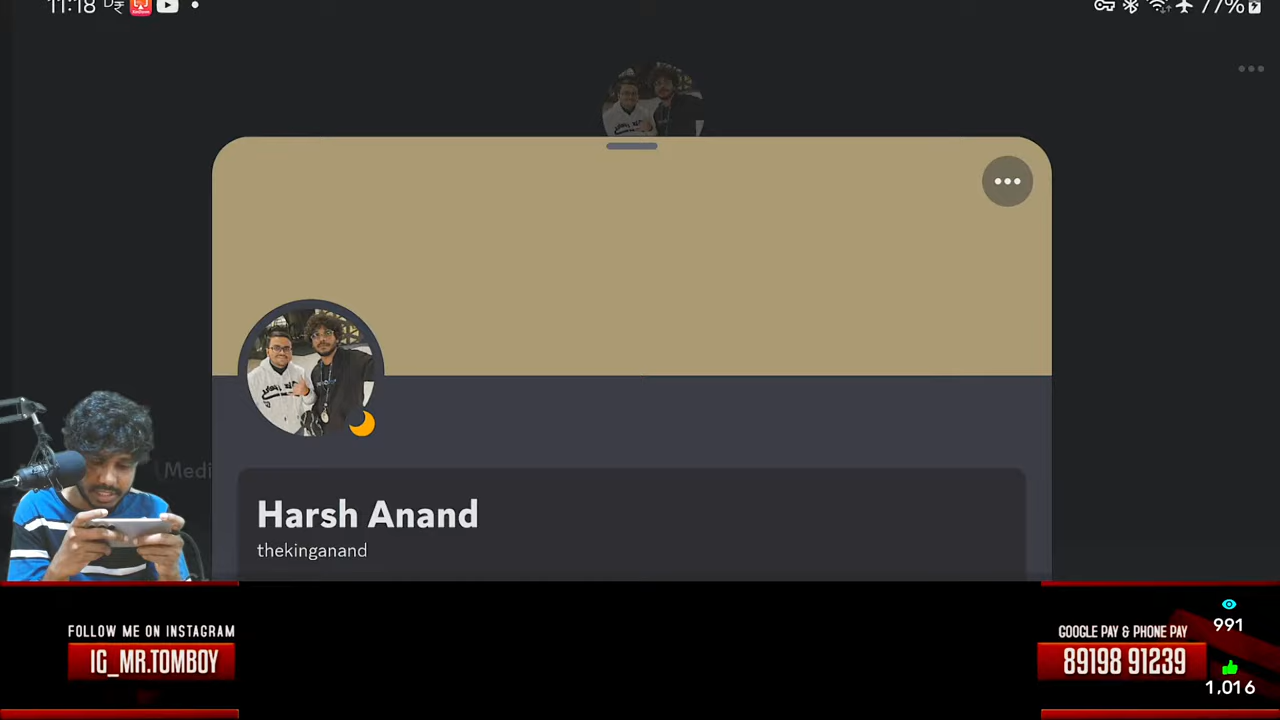 11:18
77%
Medi
Harsh Anand
thekinganand
FOLLOW ME ON INSTAGRAM
IG_MR.TOMBOY
GOOGLE PAY & PHONE PAY
89198 91239
991
1,016